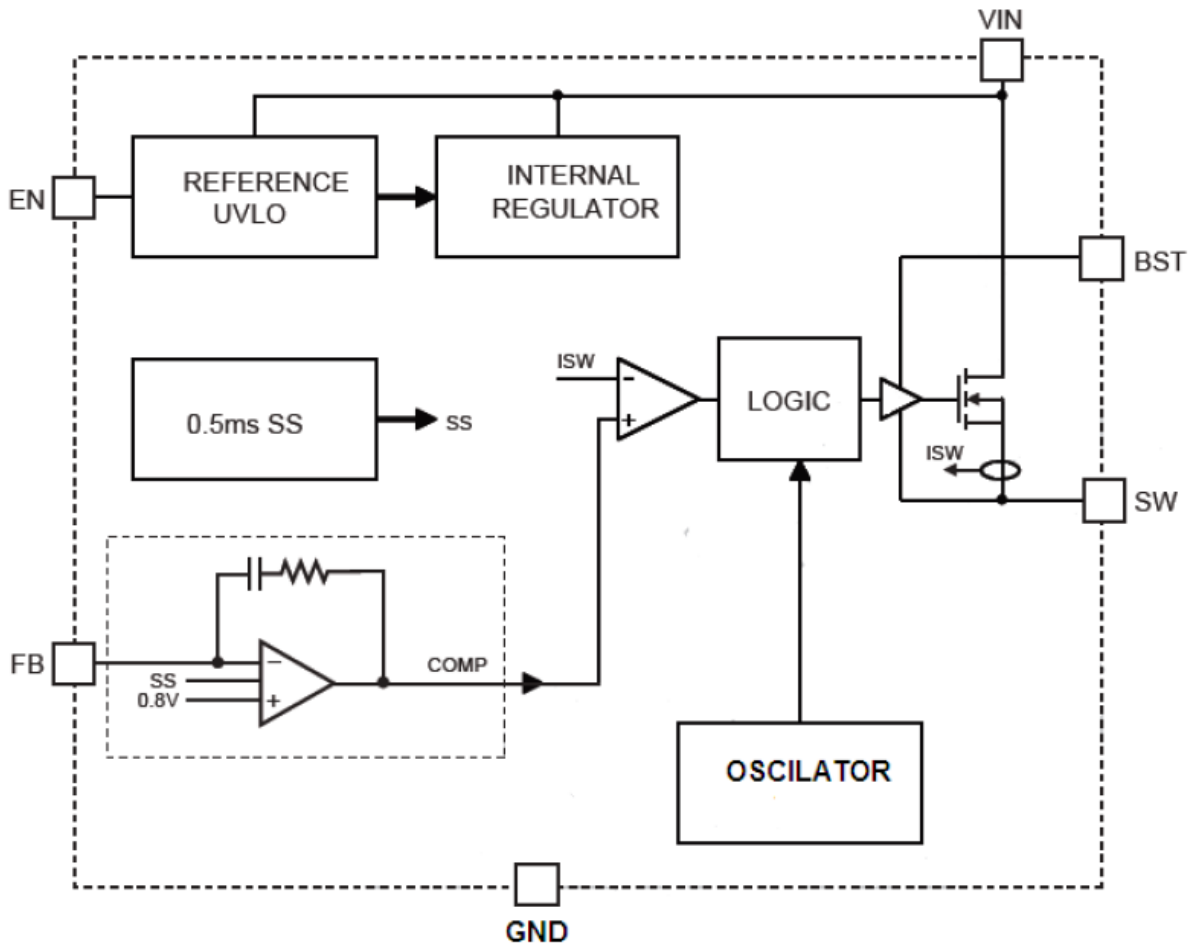 VIN
EN
REFERENCE
UVLO
INTERNAL
REGULATOR
BST
ISW
-
+
LOGIC
0.5ms SS
SS
ISW
SW
FB
SS
0.8V
-
+
COMP
OSCILATOR
GND